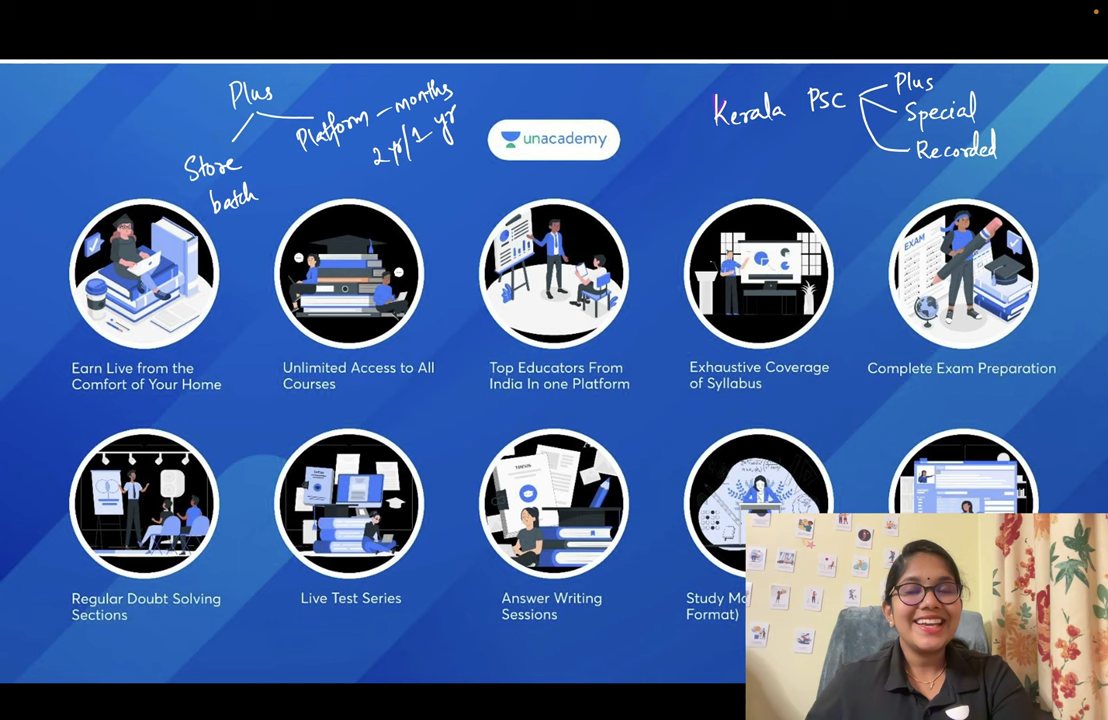 Plus
Platform - months
2 yr/1 yr
Store
batch
unacademy
Kerala PSC
Plus
Special
Recorded
EXAM
Earn Live from the
Comfort of Your Home
Unlimited Access to All
Courses
Top Educators From
India In one Platform
Exhaustive Coverage
of Syllabus
Complete Exam Preparation
Regular Doubt Solving
Sections
Live Test Series
Answer Writing
Sessions
Study
Format)